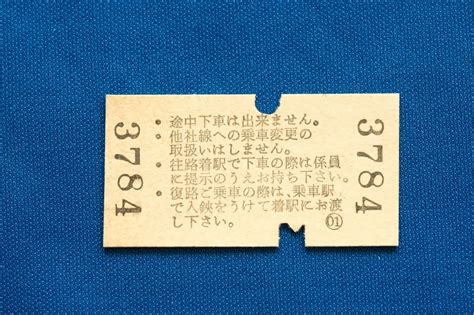 3784
・途中下車は出来ません。
・他社線への乗車変更の
取扱いはしません。
・往路着駅で下車の際は係員
に提示のうえお持ち下さい。
・復路ご乗車の際は、乗車駅
で入鋏をうけて着駅にお渡
し下さい。
01
3784